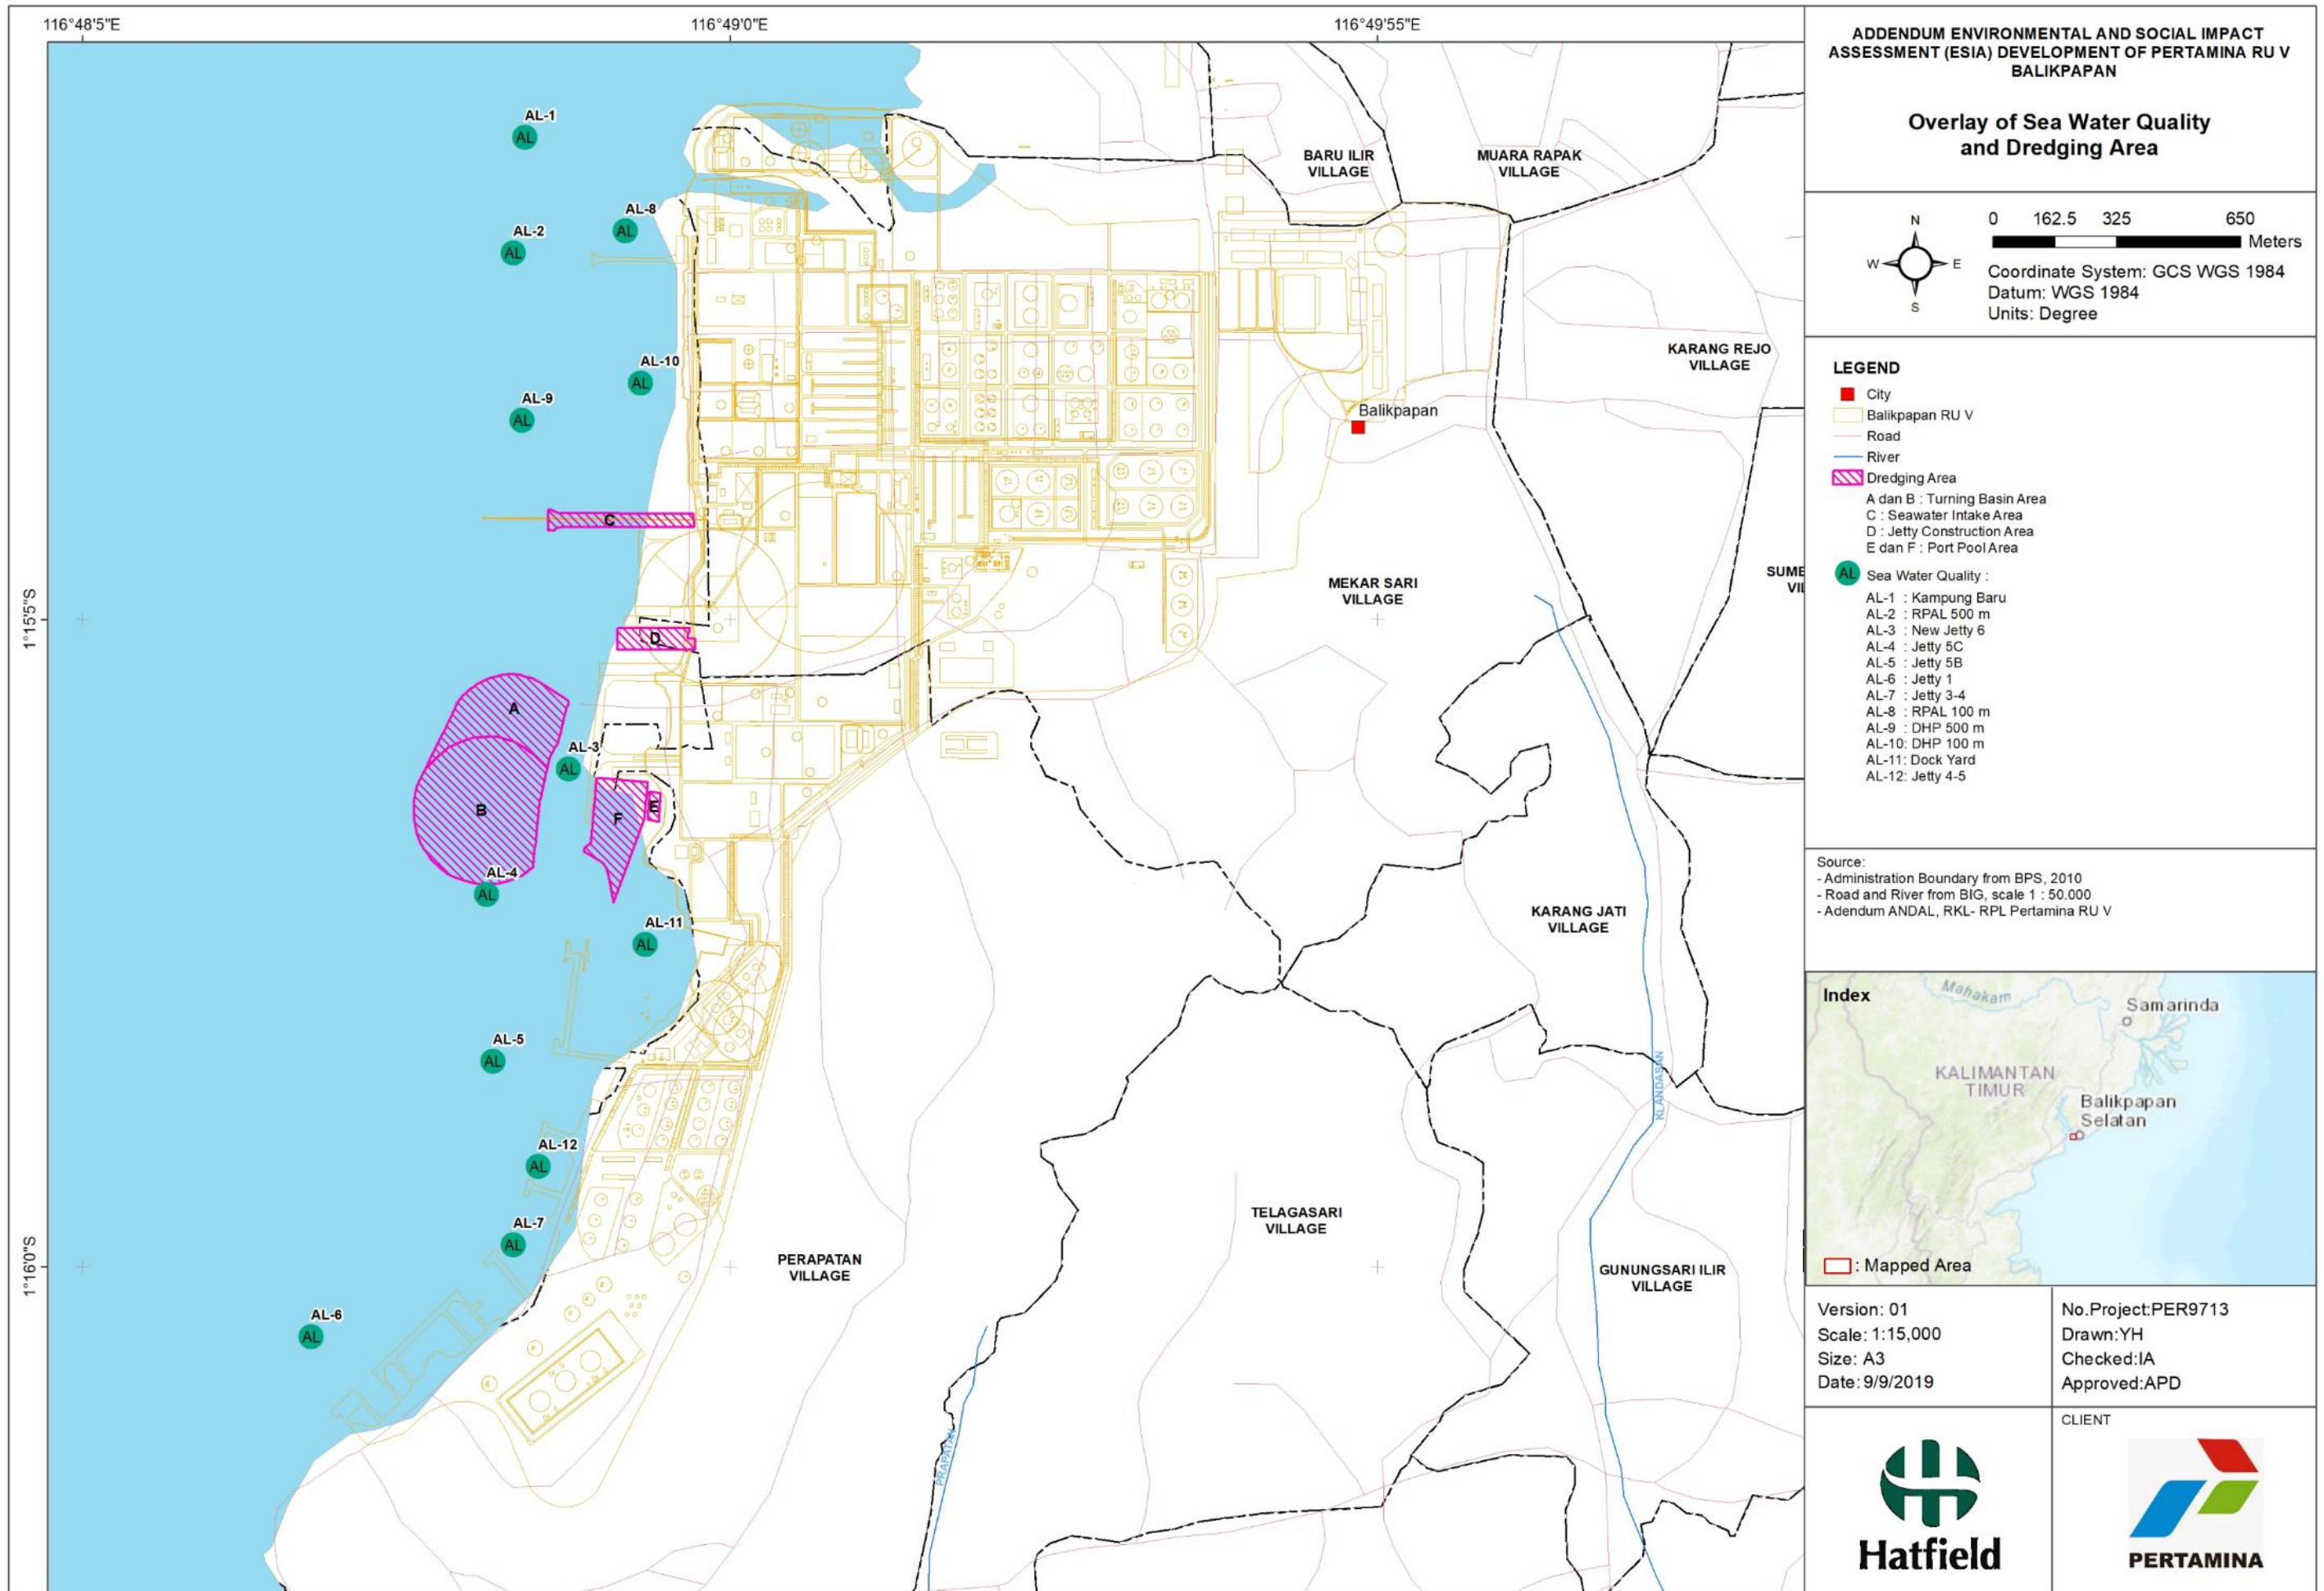 116°48'5"E
116°49'0"E
116°49'55"E
1°15'5"S
1°16'0"S
AL-1
AL
AL-8
AL
AL-2
AL
AL-10
AL
AL-9
AL
C
D
A
AL-3
AL
B
F
E
AL-4
AL
AL-11
AL
AL-5
AL
AL-12
AL
AL-7
AL
AL-6
AL
BARU ILIR
VILLAGE
MUARA RAPAK
VILLAGE
KARANG REJO
VILLAGE
Balikpapan
MEKAR SARI
VILLAGE
SUME
VIL
KARANG JATI
VILLAGE
KLANDASAN
TELAGASARI
VILLAGE
PERAPATAN
VILLAGE
GUNUNGSARI ILIR
VILLAGE
PRAPATAN
ADDENDUM ENVIRONMENTAL AND SOCIAL IMPACT
ASSESSMENT (ESIA) DEVELOPMENT OF PERTAMINA RU V
BALIKPAPAN
Overlay of Sea Water Quality
and Dredging Area
N
W E
S
0 162.5 325 650
Meters
Coordinate System: GCS WGS 1984
Datum: WGS 1984
Units: Degree
LEGEND
City
Balikpapan RU V
Road
River
Dredging Area
A dan B : Turning Basin Area
C : Seawater Intake Area
D : Jetty Construction Area
E dan F : Port Pool Area
AL Sea Water Quality :
AL-1 : Kampung Baru
AL-2 : RPAL 500 m
AL-3 : New Jetty 6
AL-4 : Jetty 5C
AL-5 : Jetty 5B
AL-6 : Jetty 1
AL-7 : Jetty 3-4
AL-8 : RPAL 100 m
AL-9 : DHP 500 m
AL-10: DHP 100 m
AL-11: Dock Yard
AL-12: Jetty 4-5
Source:
- Administration Boundary from BPS, 2010
- Road and River from BIG, scale 1 : 50.000
- Adendum ANDAL, RKL- RPL Pertamina RU V
Index
Mahakam
Samarinda
KALIMANTAN
TIMUR
Balikpapan
Selatan
: Mapped Area
Version: 01
Scale: 1:15,000
Size: A3
Date: 9/9/2019
No.Project:PER9713
Drawn:YH
Checked:IA
Approved:APD
Hatfield
CLIENT
PERTAMINA